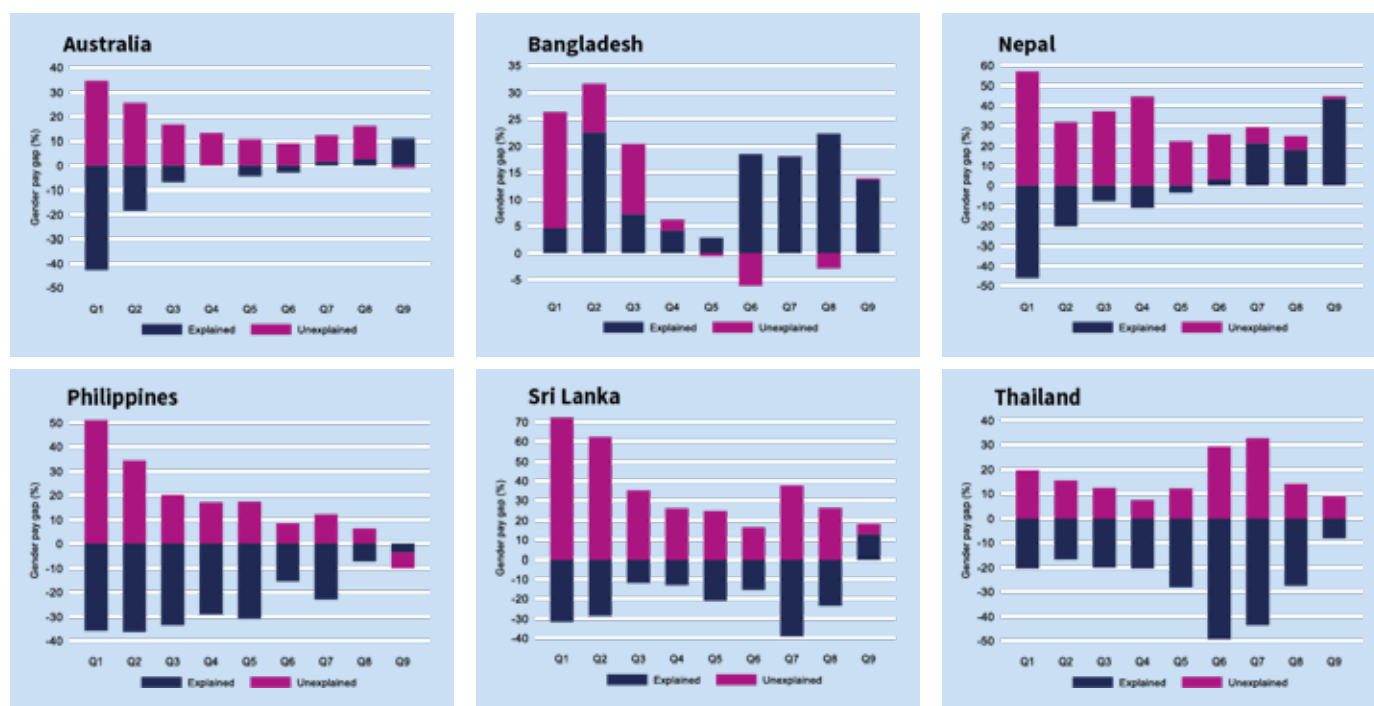 Australia
Gender pay gap (%)
40
30
20
10
0
-10
-20
-30
-40
-50
Q1 Q2 Q3 Q4 Q5 Q6 Q7 Q8 Q9
Explained Unexplained
Bangladesh
Gender pay gap (%)
35
30
25
20
15
10
5
0
-5
Q1 Q2 Q3 Q4 Q5 Q6 Q7 Q8 Q9
Explained Unexplained
Nepal
Gender pay gap (%)
60
50
40
30
20
10
0
-10
-20
-30
-40
-50
Q1 Q2 Q3 Q4 Q5 Q6 Q7 Q8 Q9
Explained Unexplained
Philippines
Gender pay gap (%)
50
40
30
20
10
0
-10
-20
-30
-40
Q1 Q2 Q3 Q4 Q5 Q6 Q7 Q8 Q9
Explained Unexplained
Sri Lanka
Gender pay gap (%)
70
60
50
40
30
20
10
0
-10
-20
-30
-40
Q1 Q2 Q3 Q4 Q5 Q6 Q7 Q8 Q9
Explained Unexplained
Thailand
Gender pay gap (%)
40
30
20
10
0
-10
-20
-30
-40
-50
Q1 Q2 Q3 Q4 Q5 Q6 Q7 Q8 Q9
Explained Unexplained